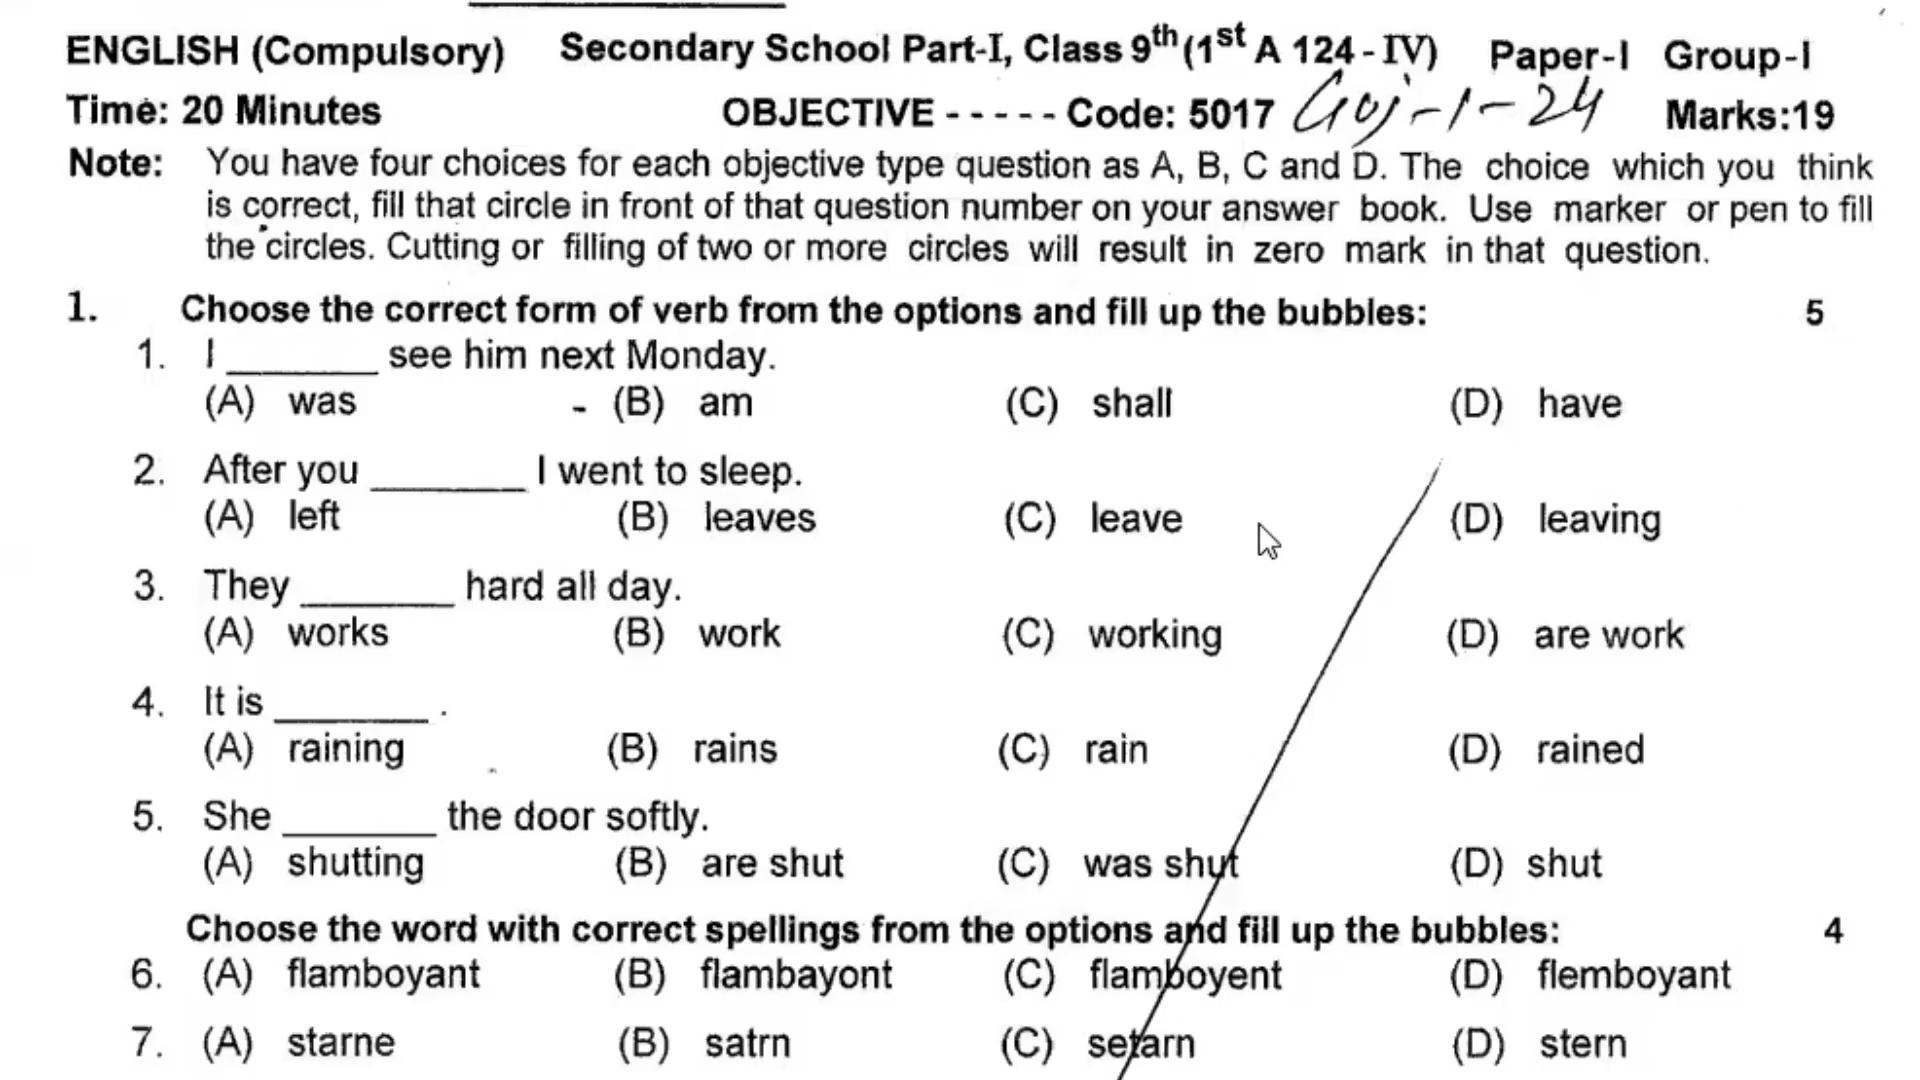 ENGLISH (Compulsory) Secondary School Part-I, Class 9th (1st A 124 - IV) Paper-I Group-I
Time: 20 Minutes OBJECTIVE - - - - - Code: 5017 Guj-1-24 Marks:19
Note: You have four choices for each objective type question as A, B, C and D. The choice which you think
is correct, fill that circle in front of that question number on your answer book. Use marker or pen to fill
the circles. Cutting or filling of two or more circles will result in zero mark in that question.
1. Choose the correct form of verb from the options and fill up the bubbles: 5
1. I _______ see him next Monday.
(A) was (B) am (C) shall (D) have
2. After you _______ I went to sleep.
(A) left (B) leaves (C) leave (D) leaving
3. They _______ hard all day.
(A) works (B) work (C) working (D) are work
4. It is _______ .
(A) raining (B) rains (C) rain (D) rained
5. She _______ the door softly.
(A) shutting (B) are shut (C) was shut (D) shut
Choose the word with correct spellings from the options and fill up the bubbles: 4
6. (A) flamboyant (B) flambayont (C) flamboyent (D) flemboyant
7. (A) starne (B) satrn (C) setarn (D) stern